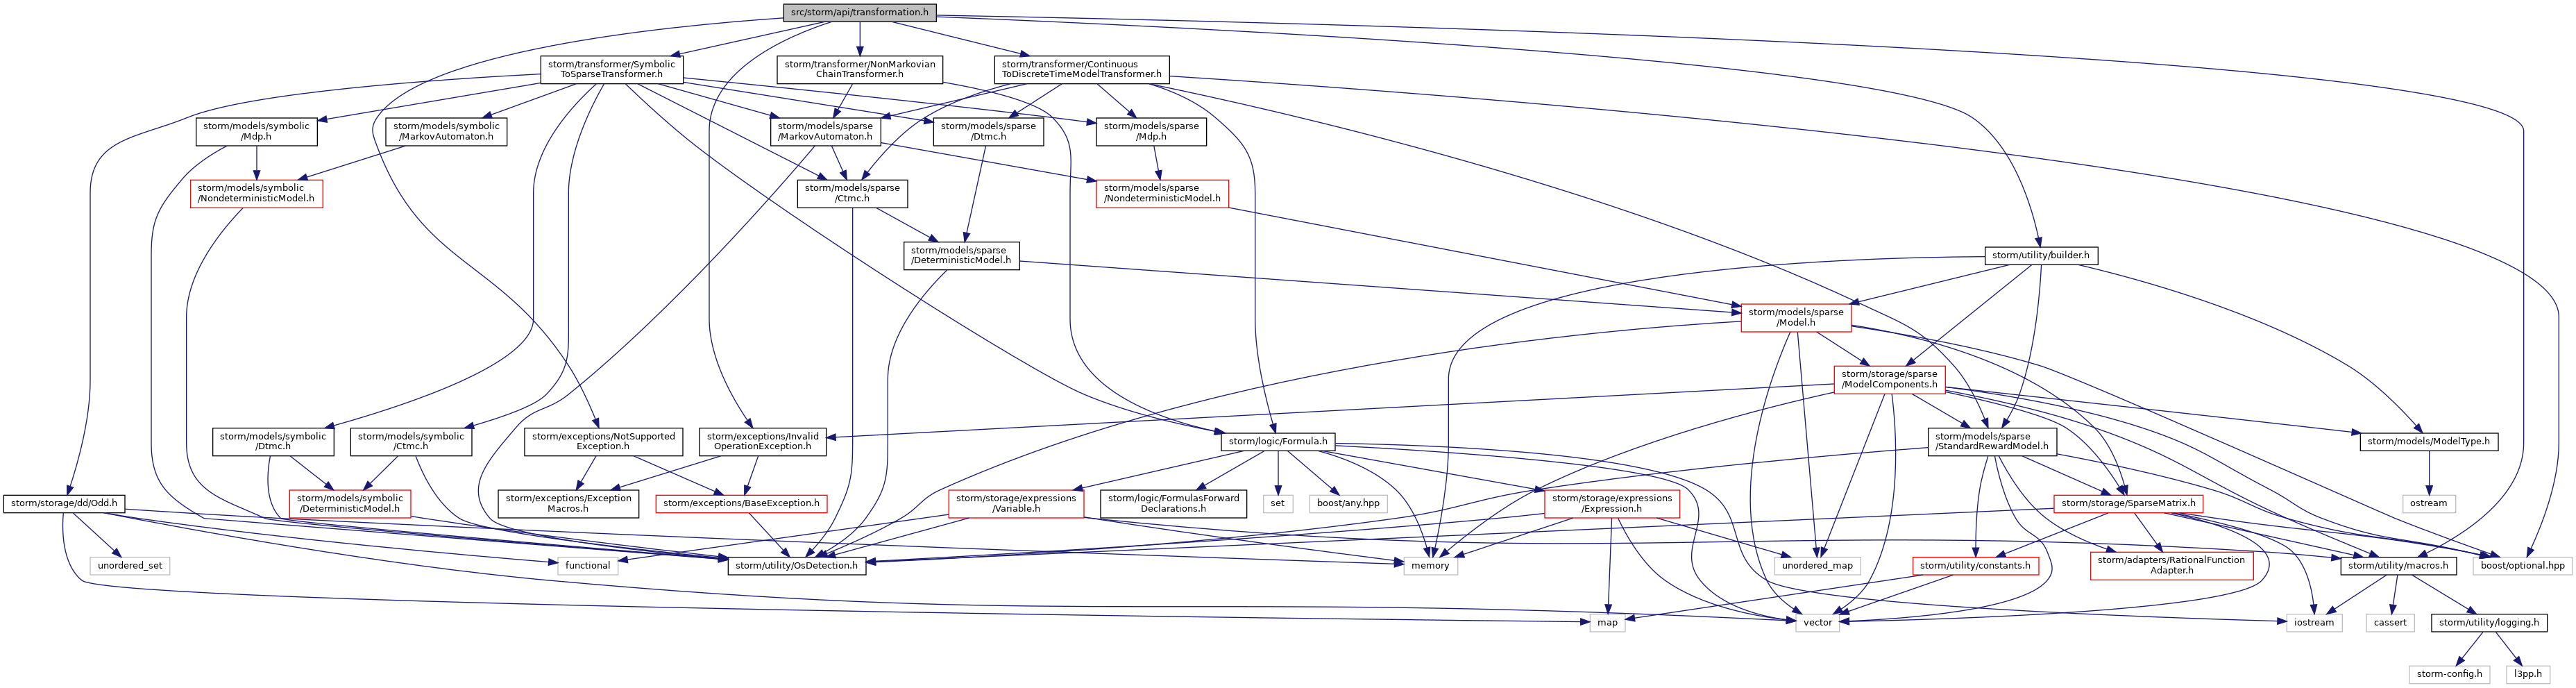 src/storm/api/transformation.h
storm/transformer/Symbolic
ToSparseTransformer.h
storm/transformer/NonMarkovian
ChainTransformer.h
storm/transformer/Continuous
ToDiscreteTimeModelTransformer.h
storm/models/symbolic
/Mdp.h
storm/models/symbolic
/MarkovAutomaton.h
storm/models/sparse
/MarkovAutomaton.h
storm/models/sparse
/Dtmc.h
storm/models/sparse
/Mdp.h
storm/models/symbolic
/NondeterministicModel.h
storm/models/sparse
/Ctmc.h
storm/models/sparse
/NondeterministicModel.h
storm/models/sparse
/DeterministicModel.h
storm/utility/builder.h
storm/models/sparse
/Model.h
storm/storage/sparse
/ModelComponents.h
storm/models/symbolic
/Dtmc.h
storm/models/symbolic
/Ctmc.h
storm/exceptions/NotSupported
Exception.h
storm/exceptions/Invalid
OperationException.h
storm/logic/Formula.h
storm/models/sparse
/StandardRewardModel.h
storm/models/ModelType.h
storm/storage/dd/Odd.h
storm/models/symbolic
/DeterministicModel.h
storm/exceptions/Exception
Macros.h
storm/exceptions/BaseException.h
storm/storage/expressions
/Variable.h
storm/logic/FormulasForward
Declarations.h
set
boost/any.hpp
storm/storage/expressions
/Expression.h
storm/storage/SparseMatrix.h
ostream
unordered_set
functional
storm/utility/OsDetection.h
memory
unordered_map
storm/utility/constants.h
storm/adapters/RationalFunction
Adapter.h
storm/utility/macros.h
boost/optional.hpp
map
vector
iostream
cassert
storm/utility/logging.h
storm-config.h
l3pp.h